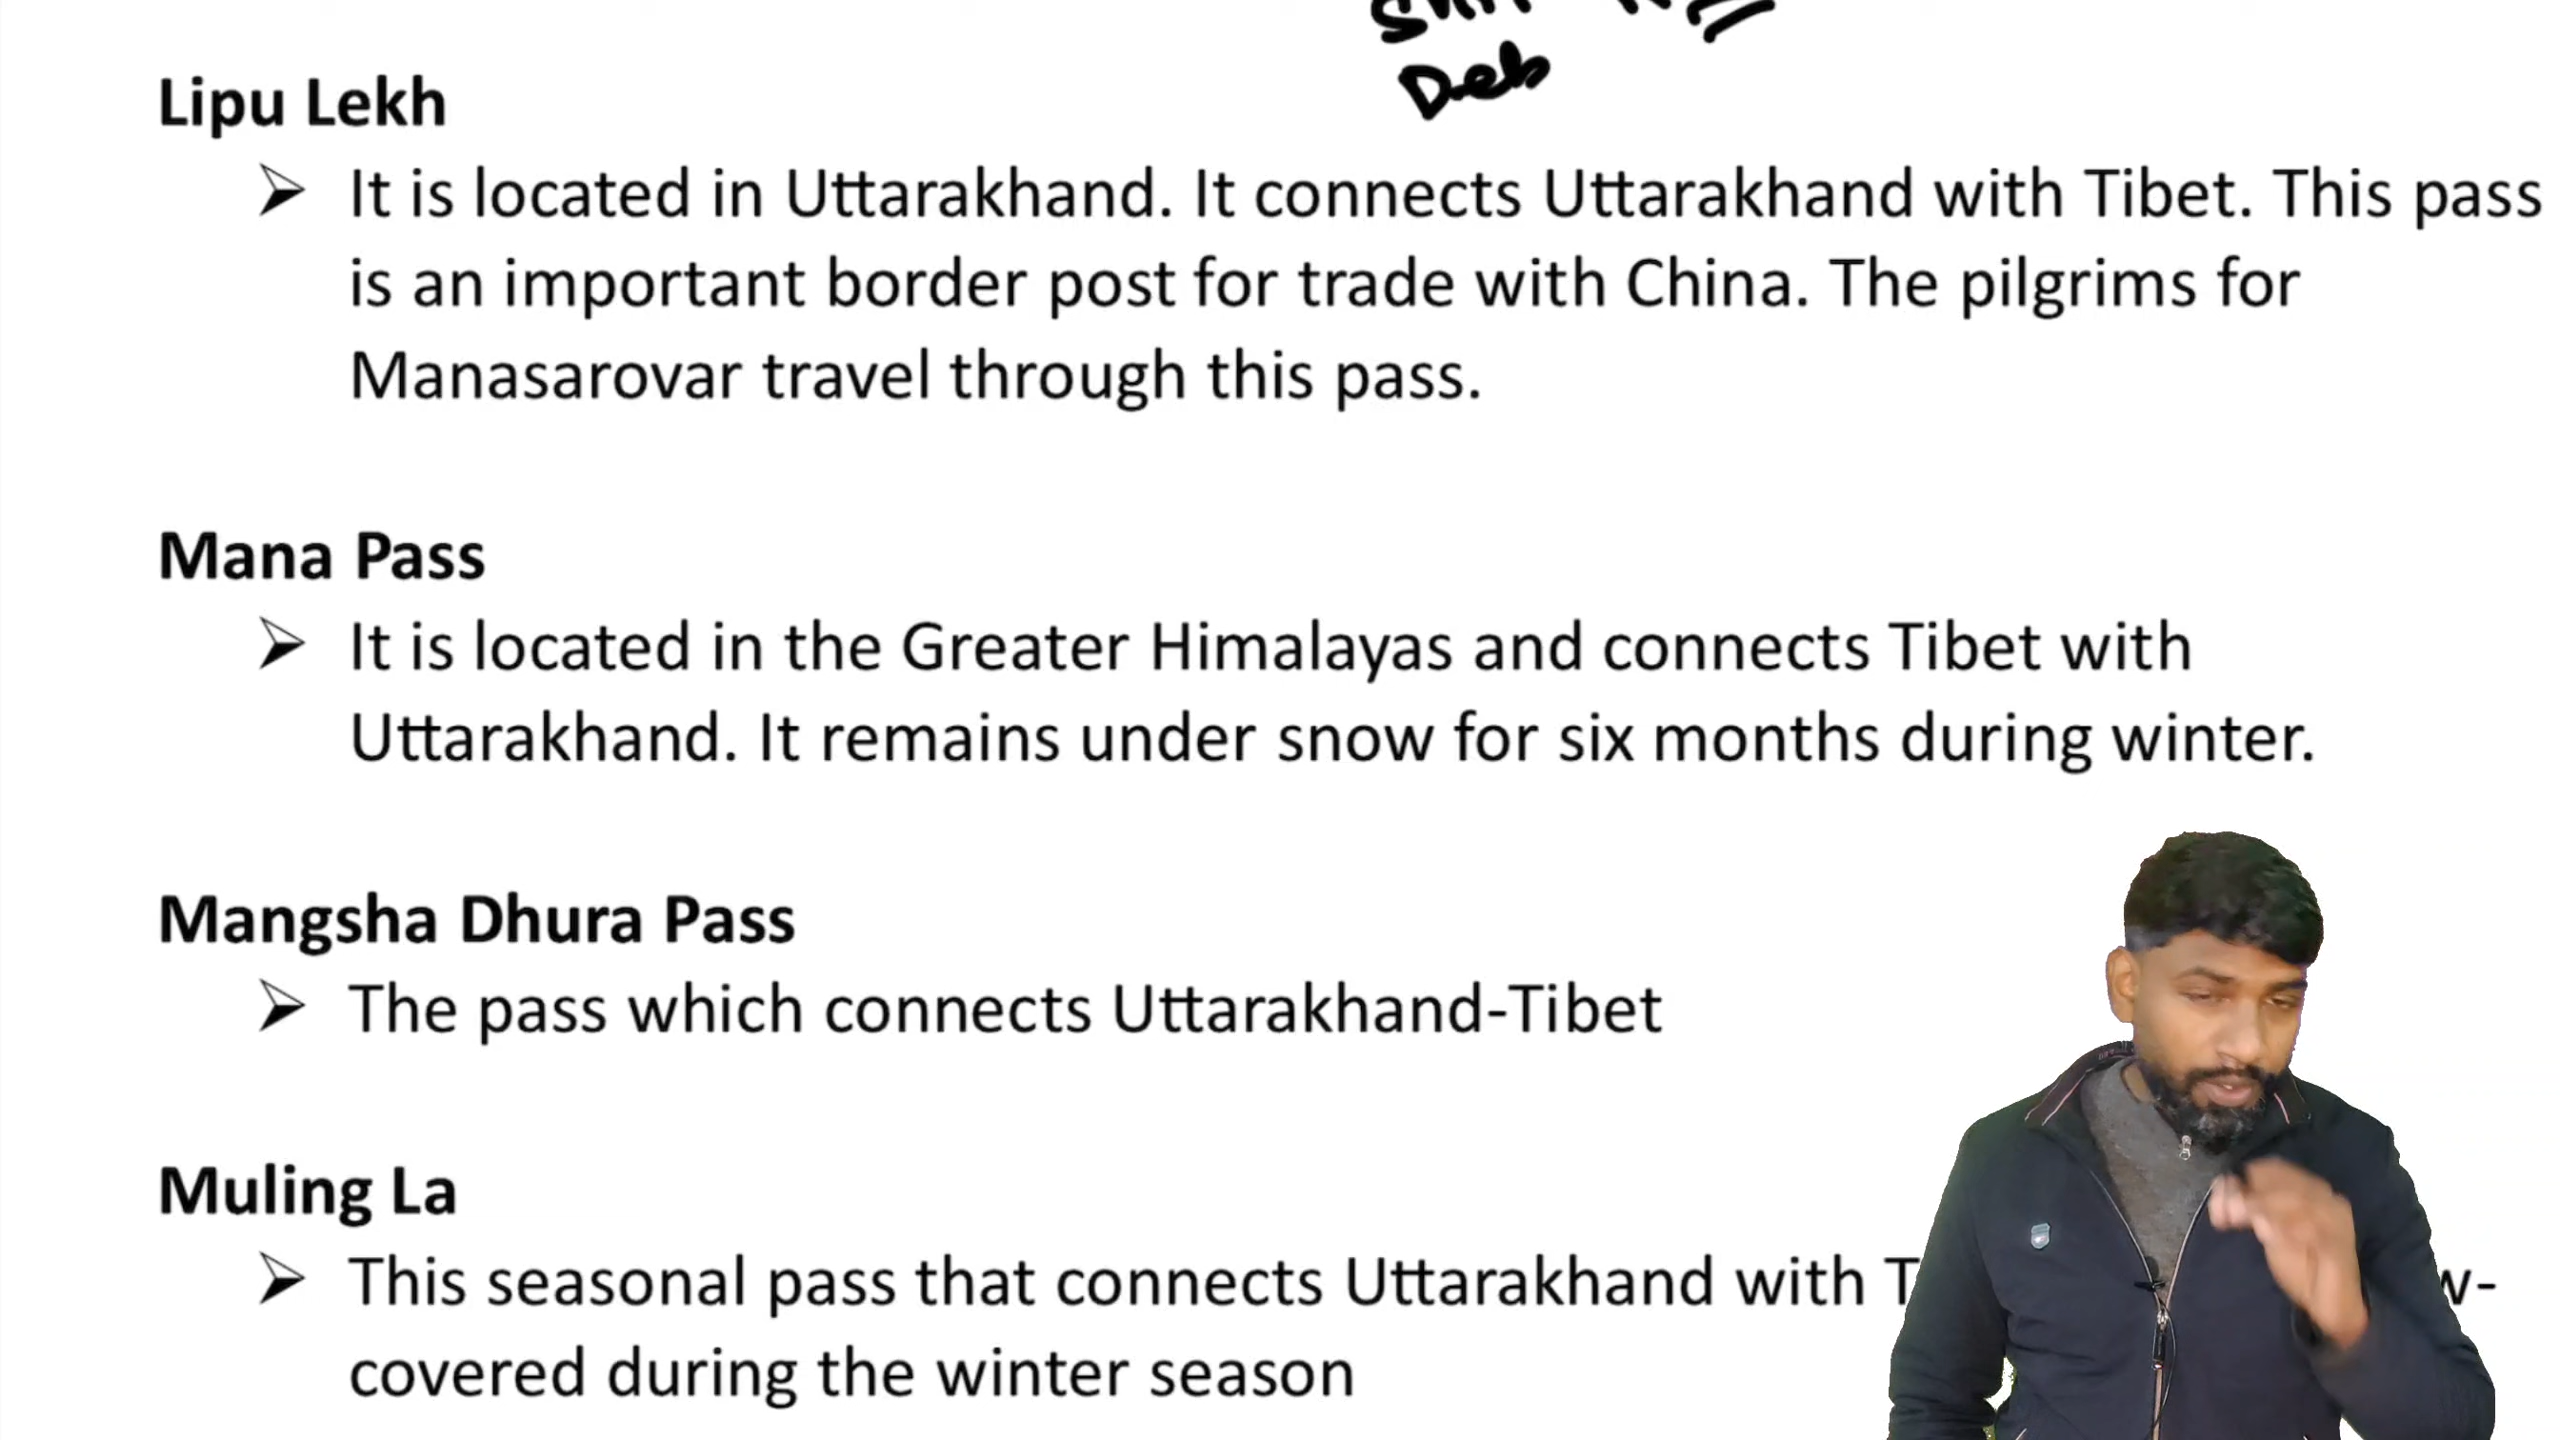 Deb
Lipu Lekh
➢ It is located in Uttarakhand. It connects Uttarakhand with Tibet. This pass
is an important border post for trade with China. The pilgrims for
Manasarovar travel through this pass.
Mana Pass
➢ It is located in the Greater Himalayas and connects Tibet with
Uttarakhand. It remains under snow for six months during winter.
Mangsha Dhura Pass
➢ The pass which connects Uttarakhand-Tibet
Muling La
➢ This seasonal pass that connects Uttarakhand with
covered during the winter season